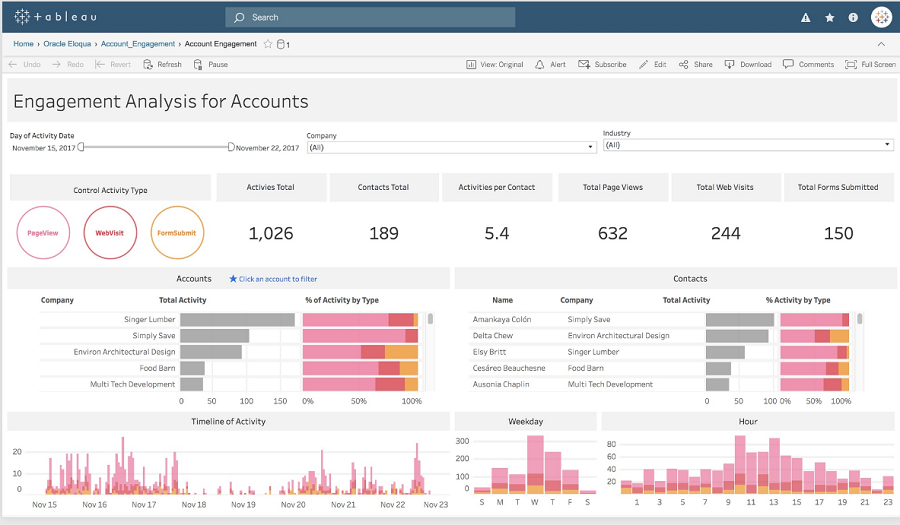 + a b l e a u
Search
Home › Oracle Eloqua › Account_Engagement › Account Engagement 1
Undo Redo Revert Refresh Pause View: Original Alert Subscribe Edit Share Download Comments Full Screen
Engagement Analysis for Accounts
Day of Activity Date
November 15, 2017 November 22, 2017
Company
(All)
Industry
(All)
Control Activity Type
PageView WebVisit FormSubmit
Activies Total
1,026
Contacts Total
189
Activities per Contact
5.4
Total Page Views
632
Total Web Visits
244
Total Forms Submitted
150
Accounts Click an account to filter
Company Total Activity % of Activity by Type
Singer Lumber
Simply Save
Environ Architectural Design
Food Barn
Multi Tech Development
0 50 100 150 0% 50% 100%
Contacts
Name Company Total Activity % Activity by Type
Amankaya Colón Simply Save
Delta Chew Environ Architectural Design
Elsy Britt Singer Lumber
Cesáreo Beauchesne Food Barn
Ausonia Chaplin Multi Tech Development
0 50 100 0% 50% 100%
Timeline of Activity
20
10
0
Nov 15 Nov 16 Nov 17 Nov 18 Nov 19 Nov 20 Nov 21 Nov 22 Nov 23
Weekday
300
200
100
0
S M T W T F S
Hour
80
60
40
20
1 3 5 7 9 11 13 15 17 19 21 23